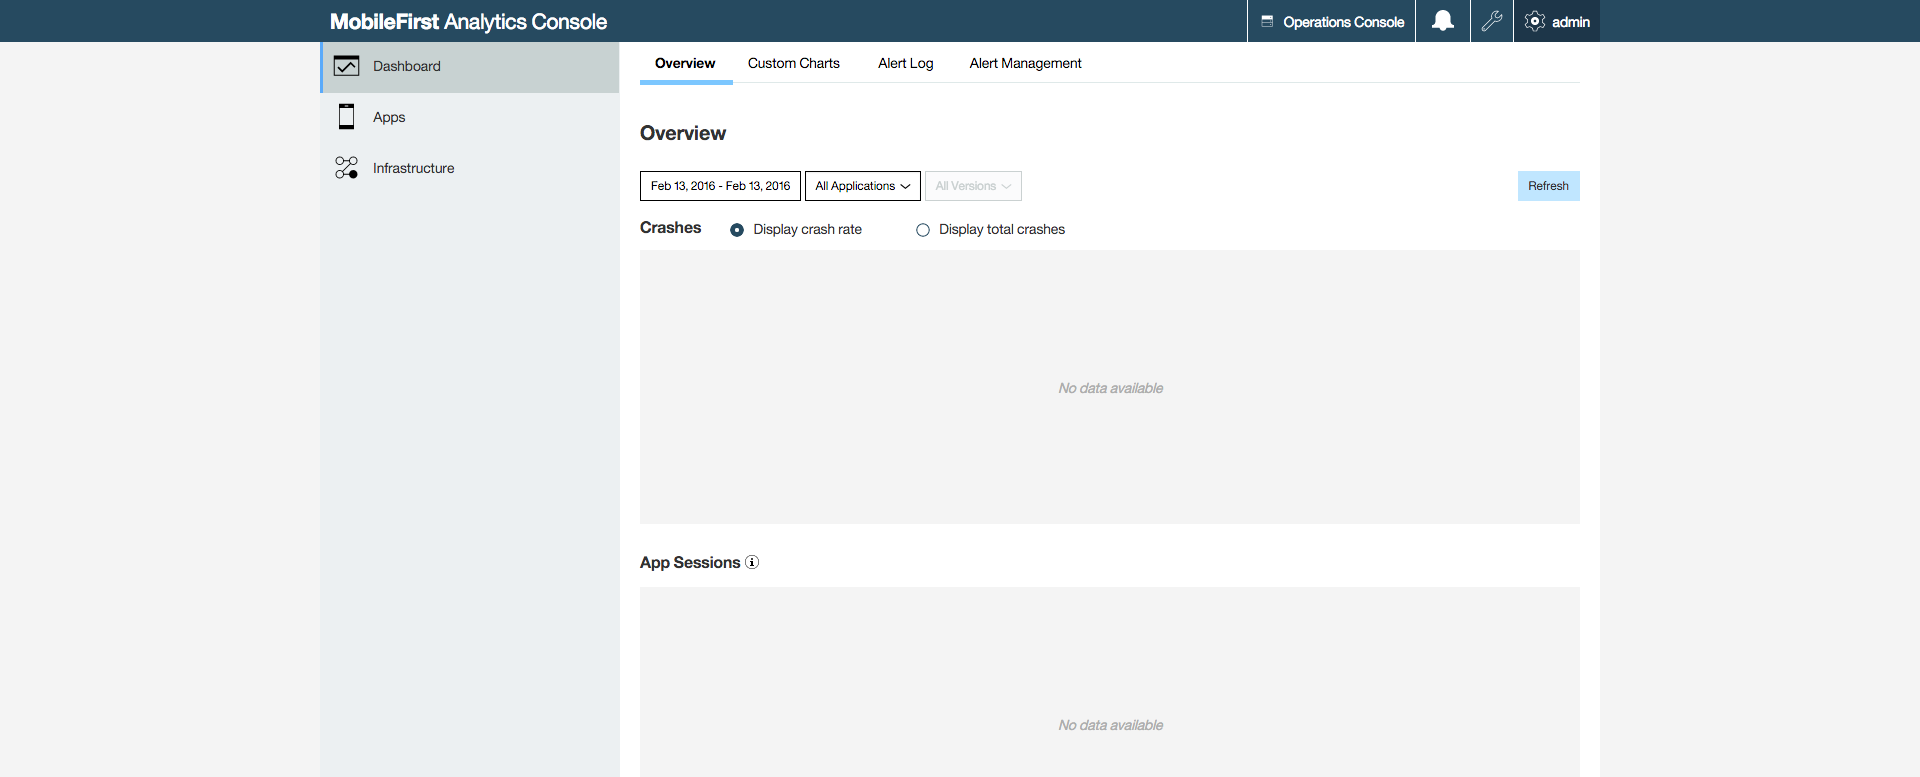 MobileFirst Analytics Console
Operations Console
admin
Dashboard
Apps
Infrastructure
Overview Custom Charts Alert Log Alert Management
Overview
Feb 13, 2016 - Feb 13, 2016 All Applications All Versions Refresh
Crashes Display crash rate Display total crashes
No data available
App Sessions
No data available